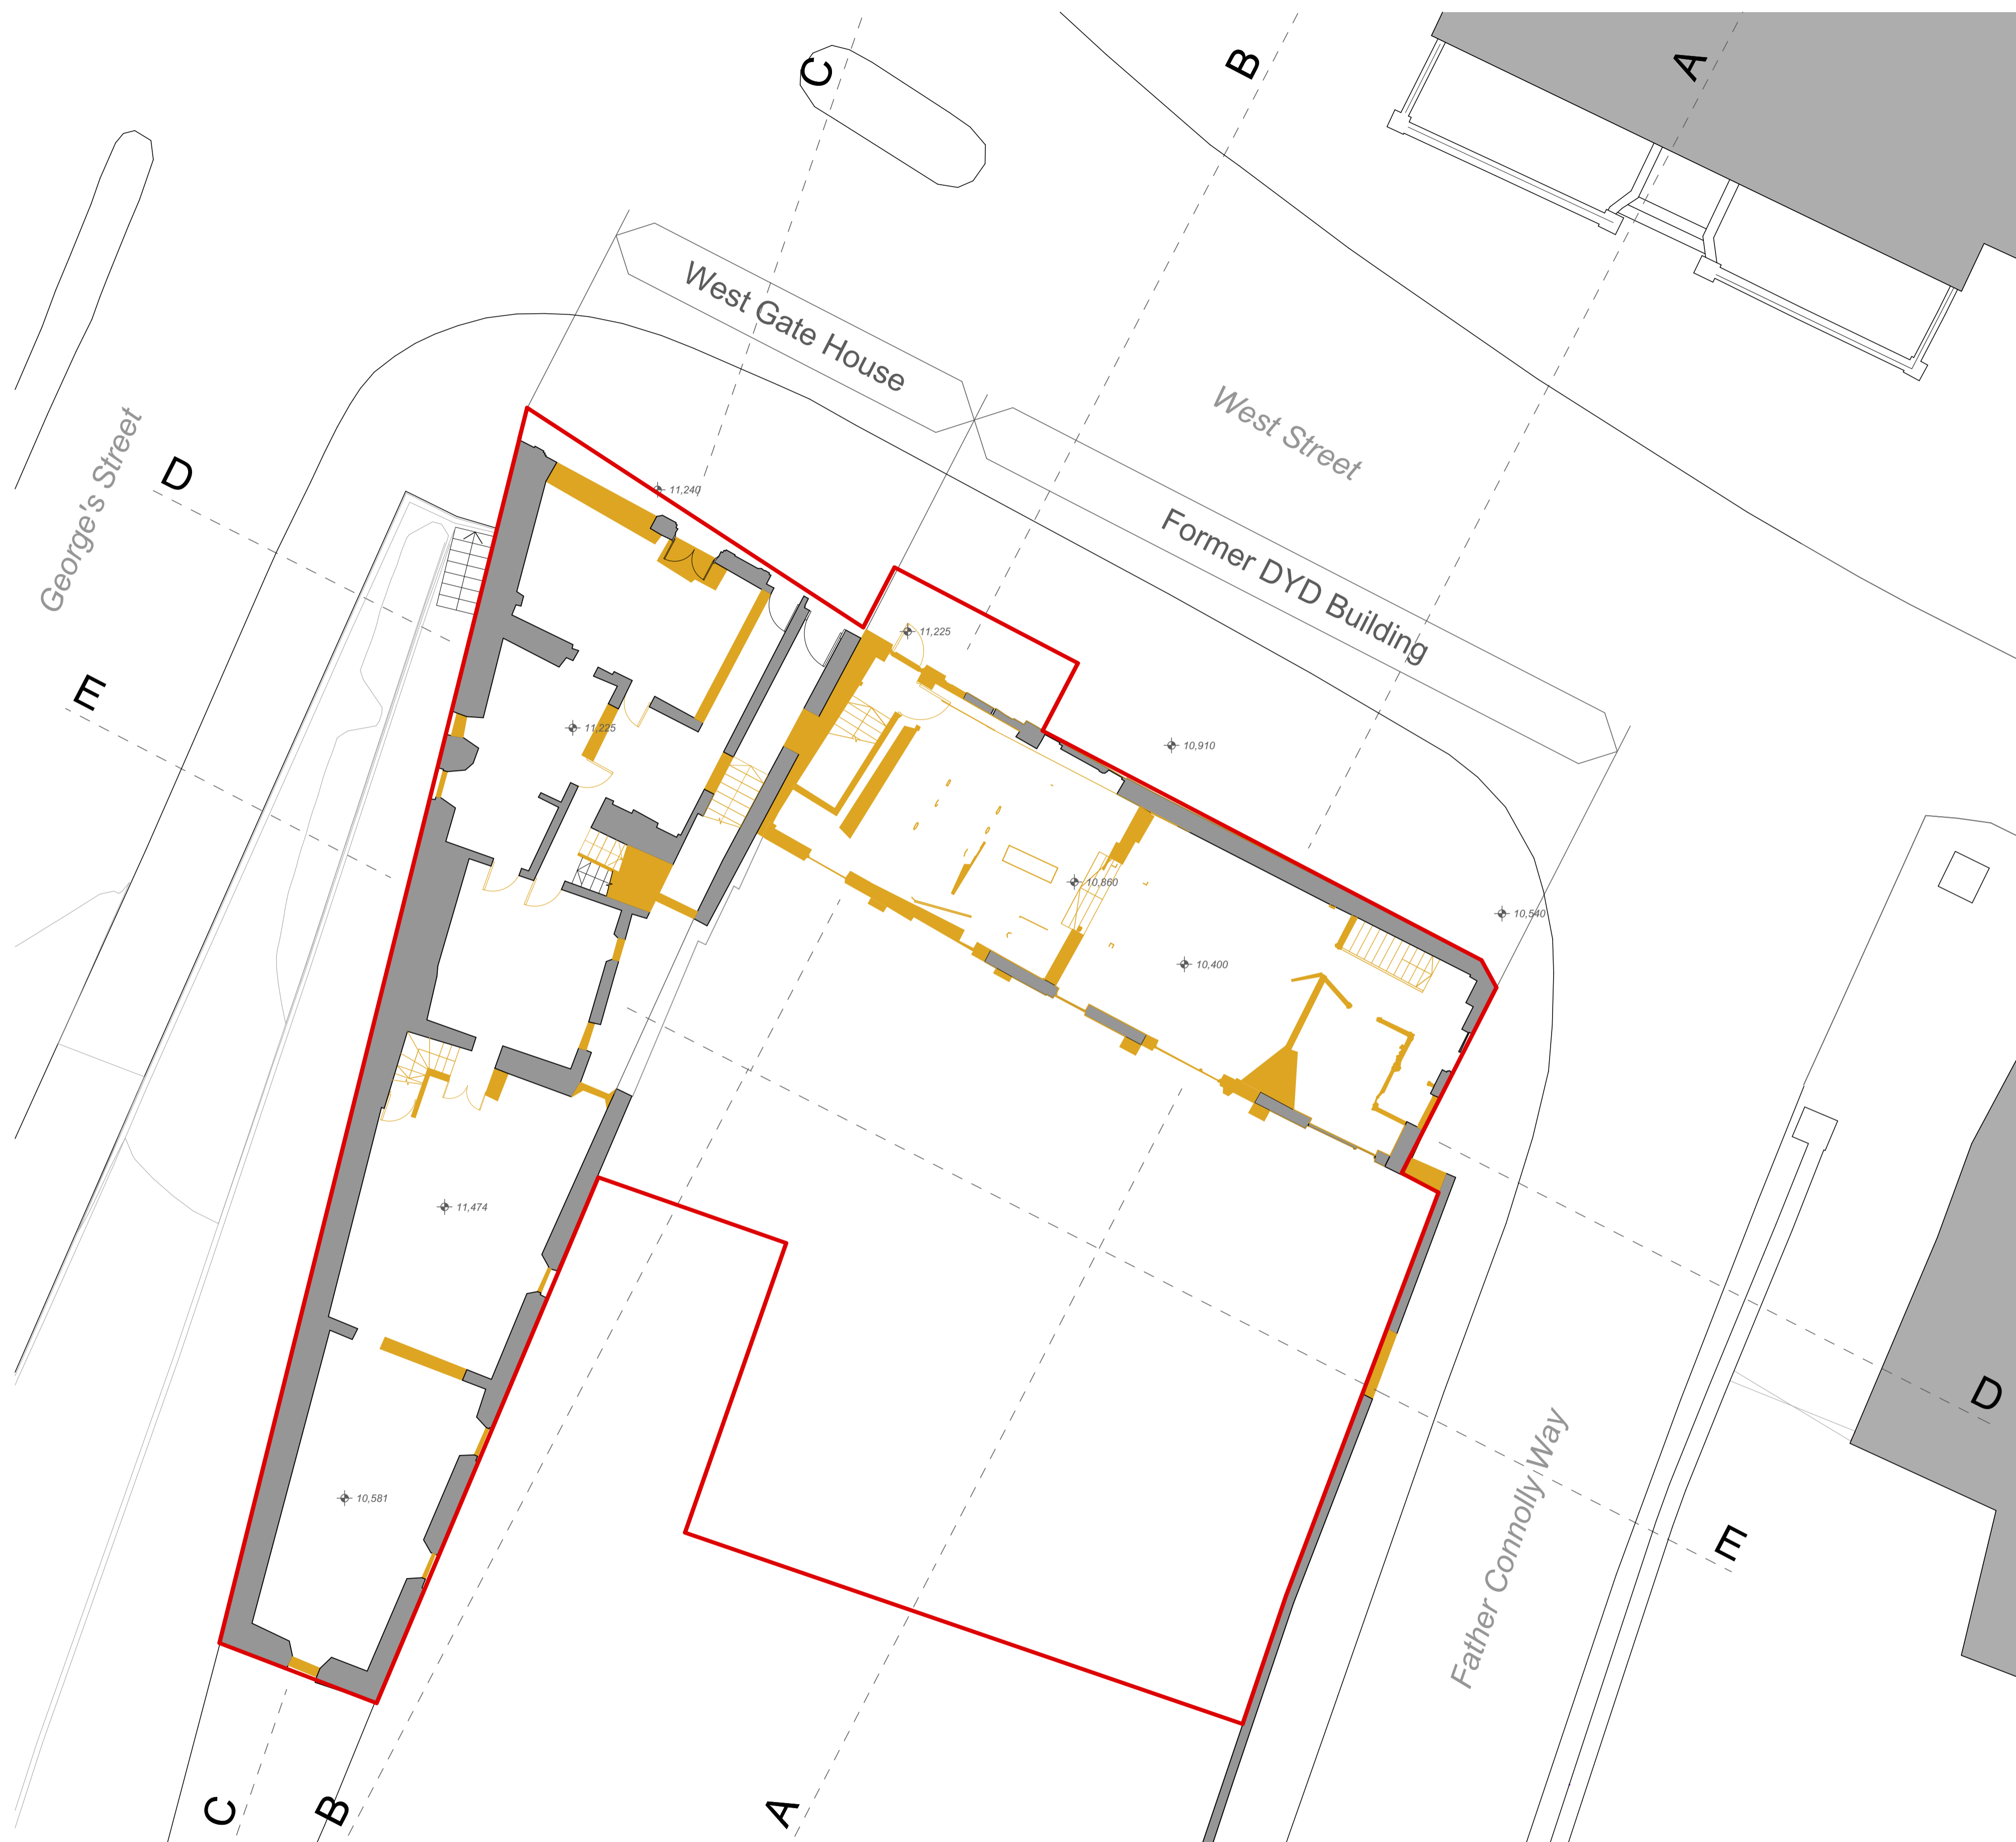 C
B
A
West Gate House
George's Street
West Street
D
11,240
Former DYD Building
11,225
E
11,225
10,910
10,860
10,540
10,400
11,474
D
10,581
Father Connolly Way
E
C
B
A